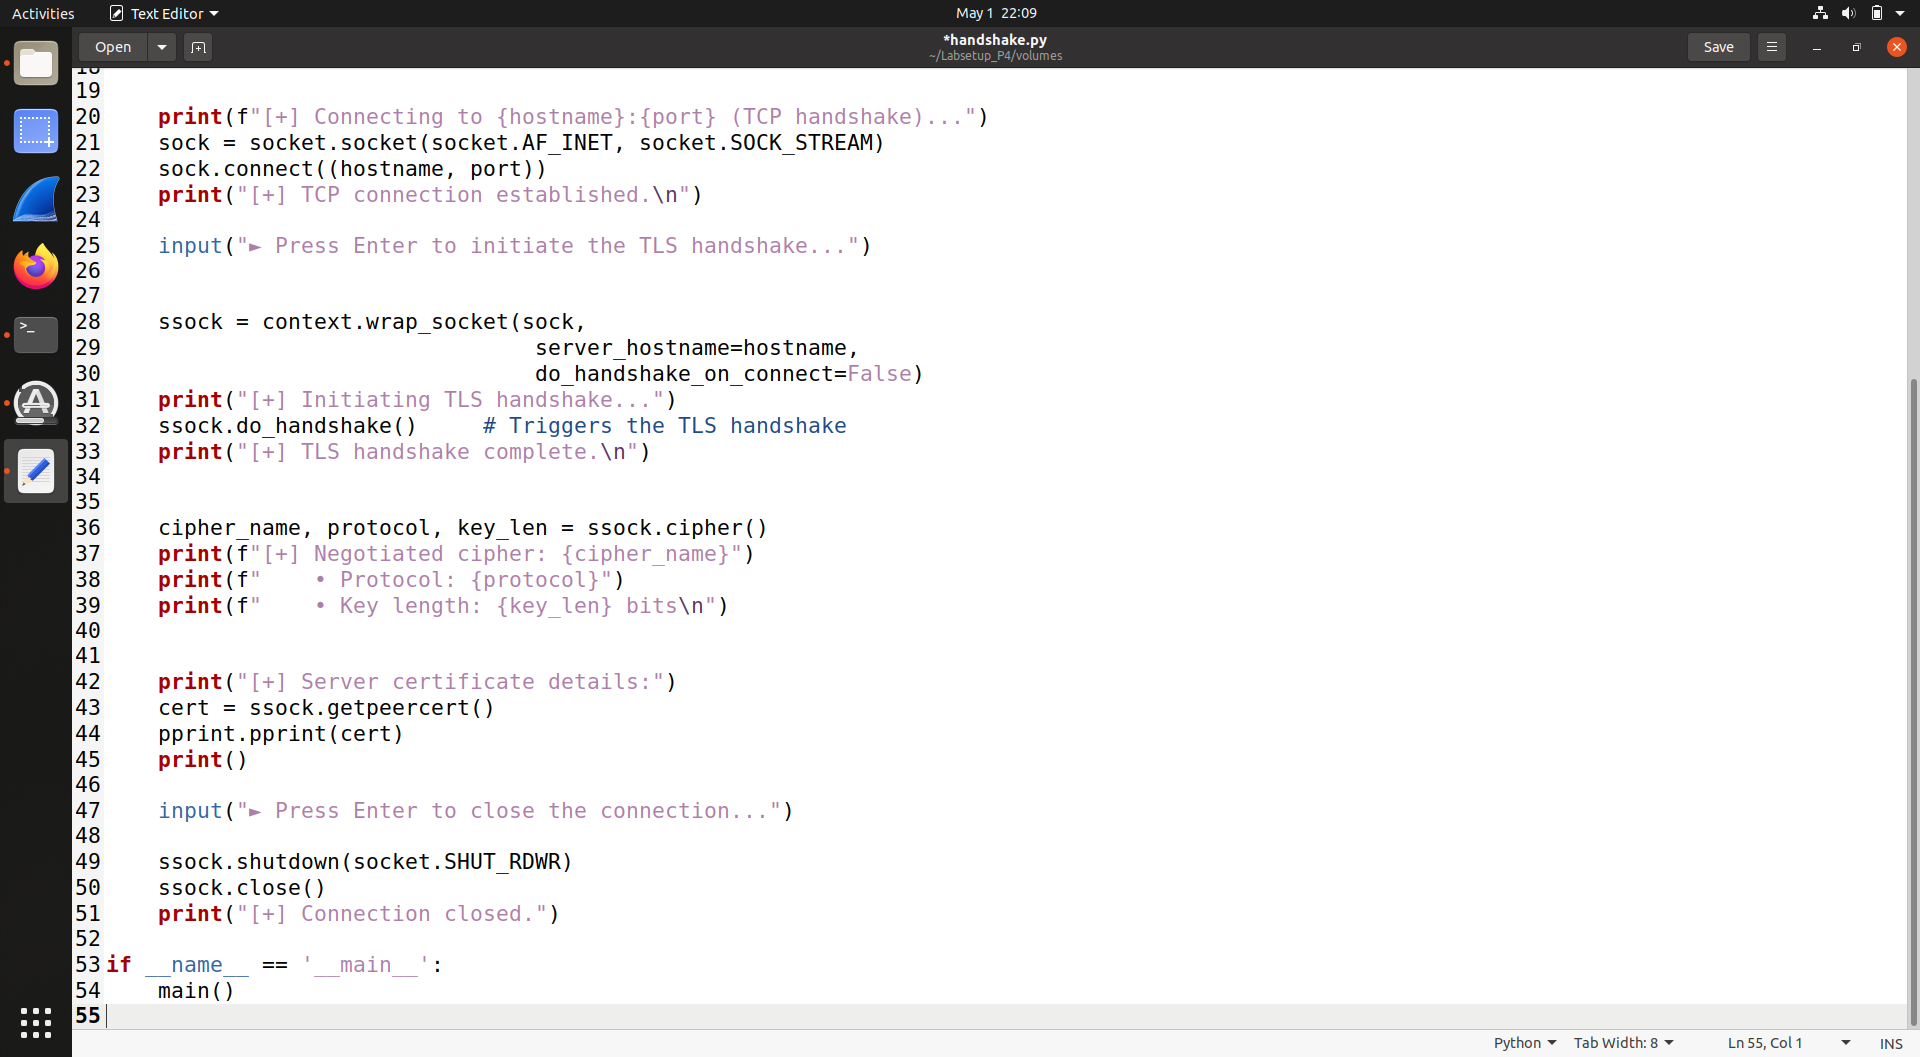 Activities
Text Editor
May 1 22:09
Open
*handshake.py
~/Labsetup_P4/volumes
Save
18
19
20     print(f"[+] Connecting to {hostname}:{port} (TCP handshake)...")
21     sock = socket.socket(socket.AF_INET, socket.SOCK_STREAM)
22     sock.connect((hostname, port))
23     print("[+] TCP connection established.\n")
24
25     input("► Press Enter to initiate the TLS handshake...")
26
27
28     ssock = context.wrap_socket(sock,
29                                  server_hostname=hostname,
30                                  do_handshake_on_connect=False)
31     print("[+] Initiating TLS handshake...")
32     ssock.do_handshake()     # Triggers the TLS handshake
33     print("[+] TLS handshake complete.\n")
34
35
36     cipher_name, protocol, key_len = ssock.cipher()
37     print(f"[+] Negotiated cipher: {cipher_name}")
38     print(f"    • Protocol: {protocol}")
39     print(f"    • Key length: {key_len} bits\n")
40
41
42     print("[+] Server certificate details:")
43     cert = ssock.getpeercert()
44     pprint.pprint(cert)
45     print()
46
47     input("► Press Enter to close the connection...")
48
49     ssock.shutdown(socket.SHUT_RDWR)
50     ssock.close()
51     print("[+] Connection closed.")
52
53 if __name__ == '__main__':
54     main()
55
Python
Tab Width: 8
Ln 55, Col 1
INS